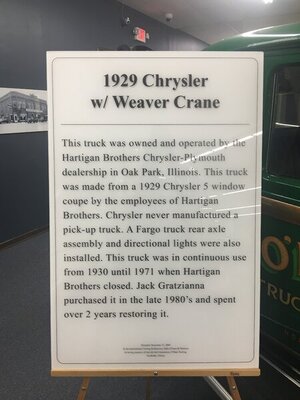 1929 Chrysler
w/ Weaver Crane
This truck was owned and operated by the
Hartigan Brothers Chrysler-Plymouth
dealership in Oak Park, Illinois. This truck
was made from a 1929 Chrysler 5 window
coupe by the employees of Hartigan
Brothers. Chrysler never manufactured a
pick-up truck. A Fargo truck rear axle
assembly and directional lights were also
installed. This truck was in continuous use
from 1930 until 1971 when Hartigan
Brothers closed. Jack Gratzianna
purchased it in the late 1980's and spent
over 2 years restoring it.
TRUC